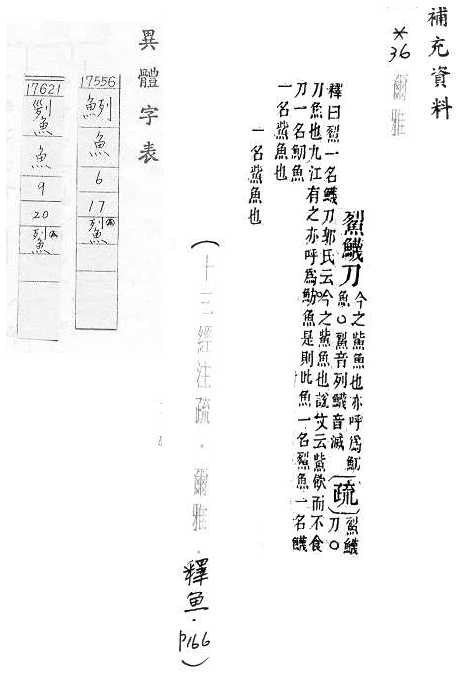 補充資料
*36 爾雅
鮤鱴刀
今之鮆魚也亦呼為魛
魚○鮤音列鱴音滅
疏
鮤鱴
刀○
釋曰鮤一名鱴刀郭氏云今之鮆魚也說文云鮆飲而不食
刀魚也九江有之亦呼為魛魚是則此魚一名鮤魚一名鱴
刀一名魛魚
一名鮆魚也
一名鮆魚也
(十三經注疏.爾雅.釋魚.P166)
異體字表
17556
魚
6
17
鮤
17621
魚
9
20